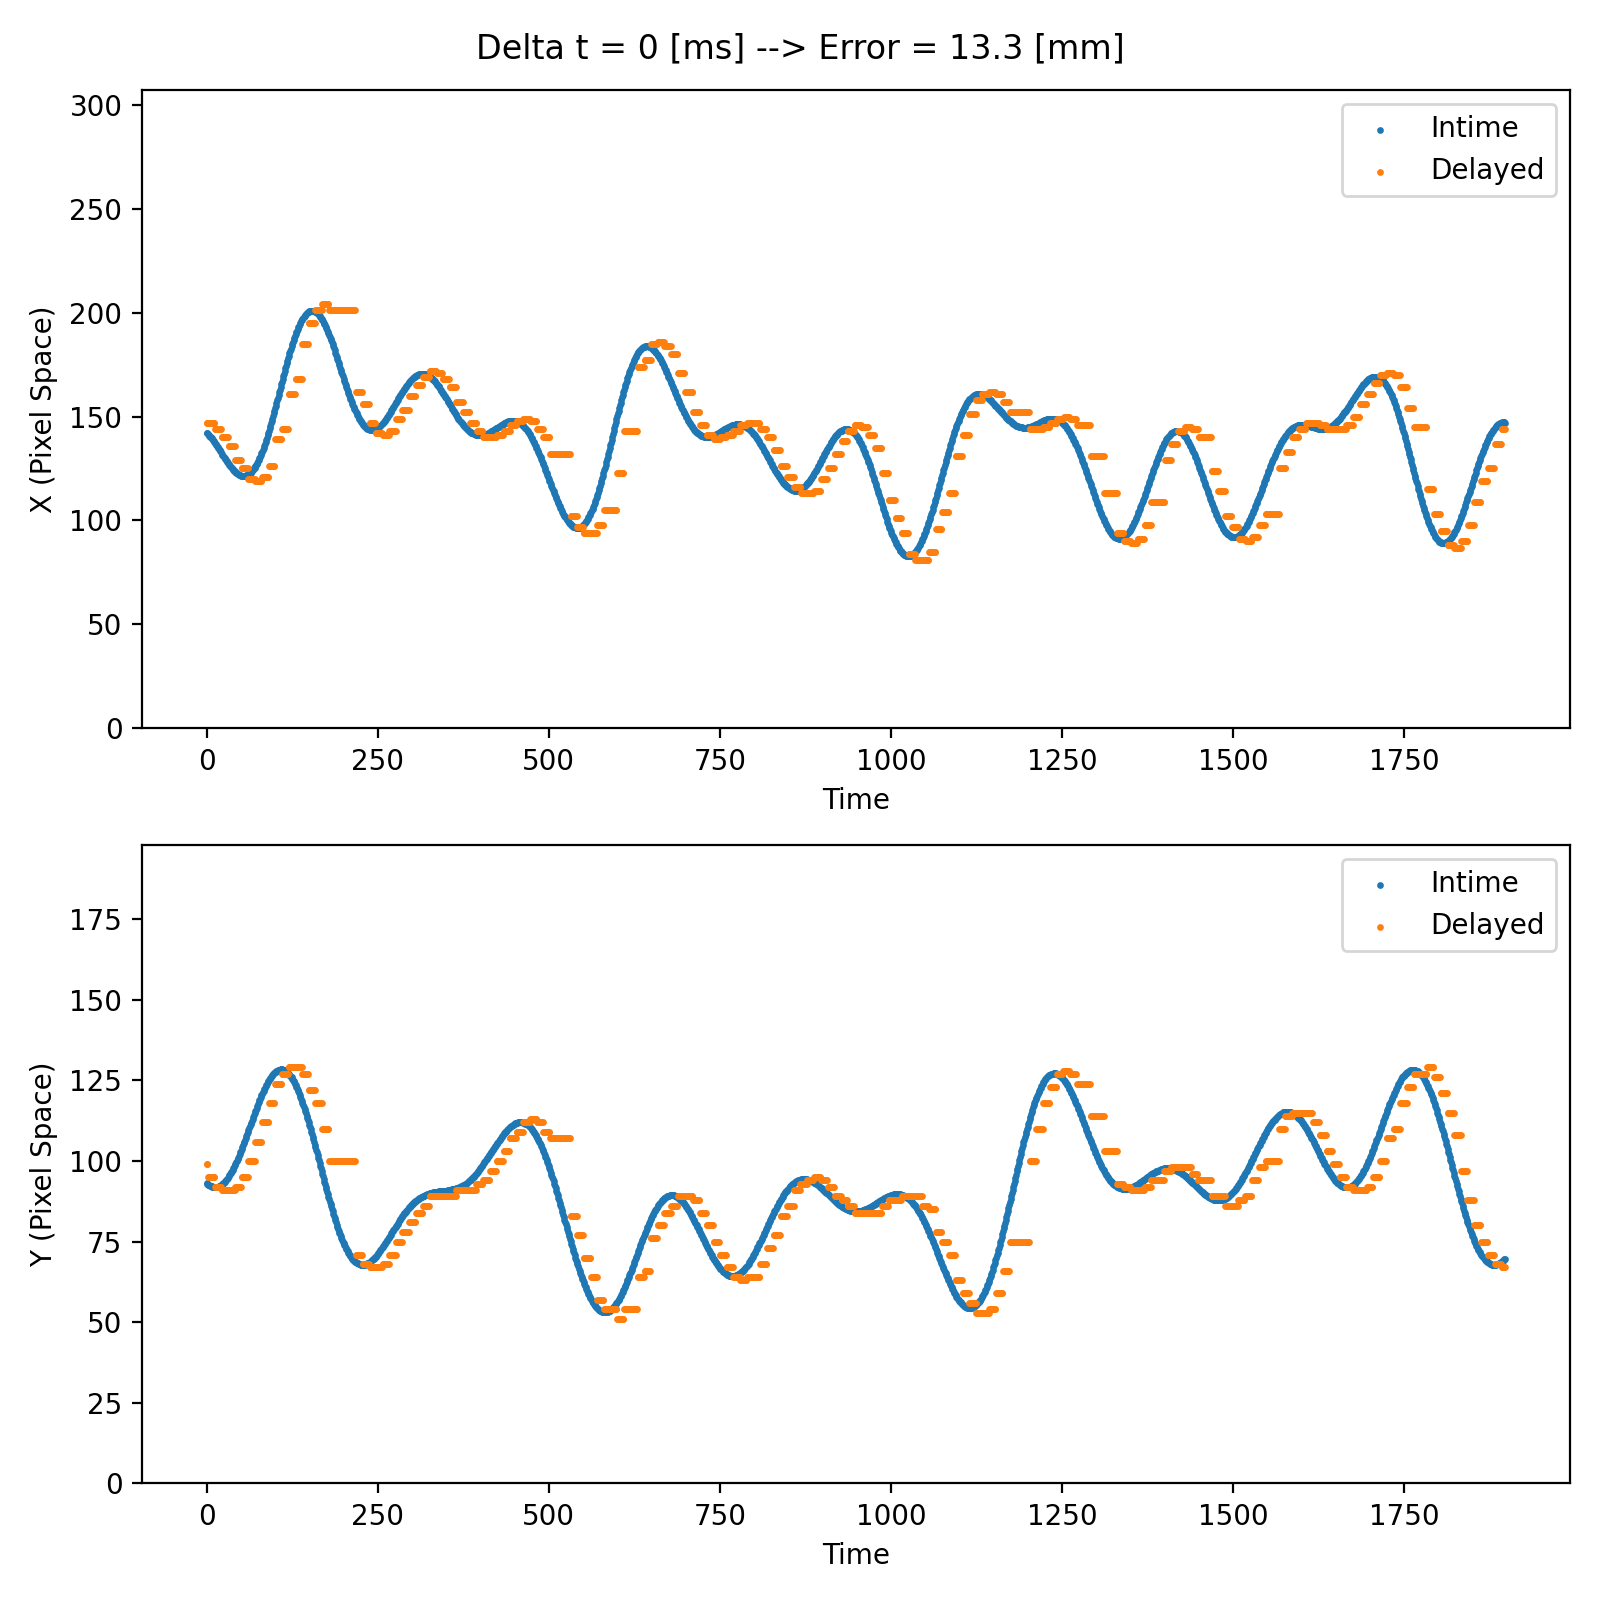 Delta t = 0 [ms] --> Error = 13.3 [mm]
300
250
200
150
100
50
0
X (Pixel Space)
Intime
Delayed
0 250 500 750 1000 1250 1500 1750
Time
175
150
125
100
75
50
25
0
Y (Pixel Space)
Intime
Delayed
0 250 500 750 1000 1250 1500 1750
Time